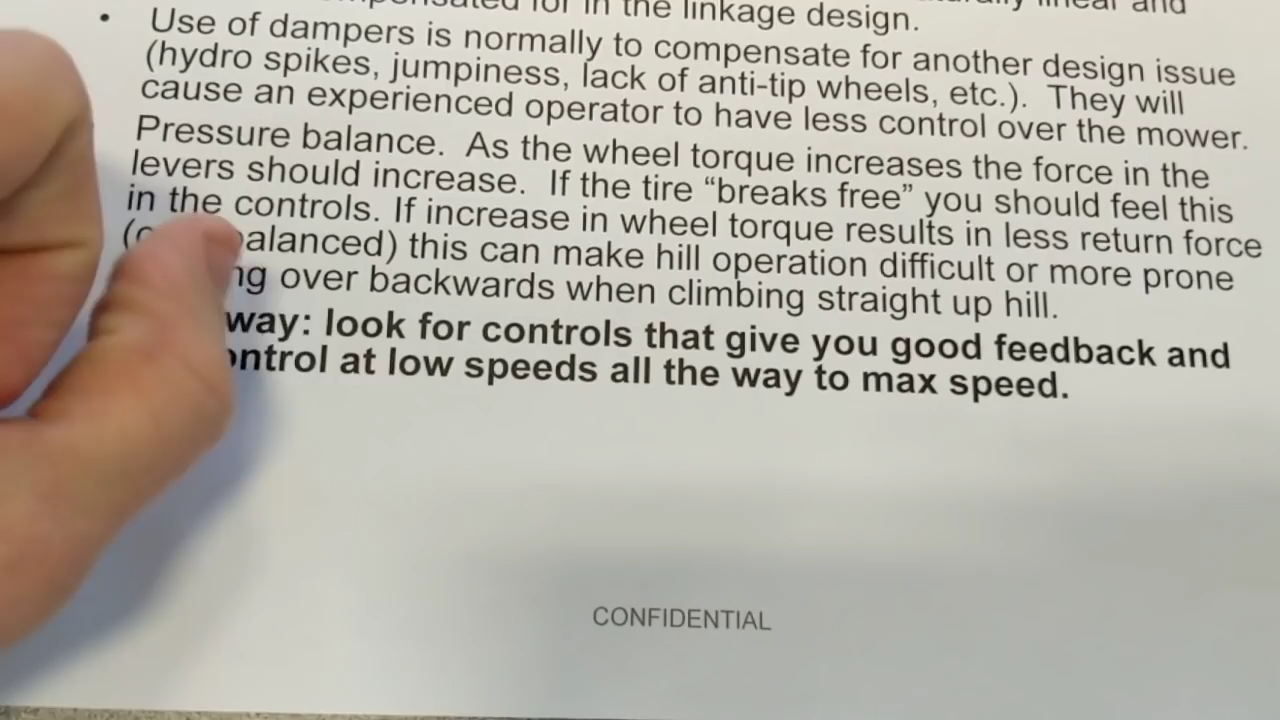 for in the linkage design.
linear and
• Use of dampers is normally to compensate for another design issue
(hydro spikes, jumpiness, lack of anti-tip wheels, etc.). They will
cause an experienced operator to have less control over the mower.
Pressure balance. As the wheel torque increases the force in the
levers should increase. If the tire “breaks free” you should feel this
in the controls. If increase in wheel torque results in less return force
balanced) this can make hill operation difficult or more prone
over backwards when climbing straight up hill.
way: look for controls that give you good feedback and
at low speeds all the way to max speed.
CONFIDENTIAL